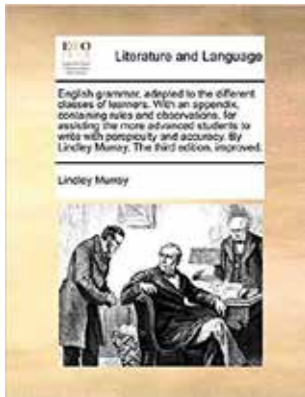 ECCO
Literature and Language
English grammar, adapted to the different
classes of learners. With an appendix,
containing rules and observations, for
assisting the more advanced students to
write with perspicuity and accuracy. By
Lindley Murray. The third edition, improved.
Lindley Murray